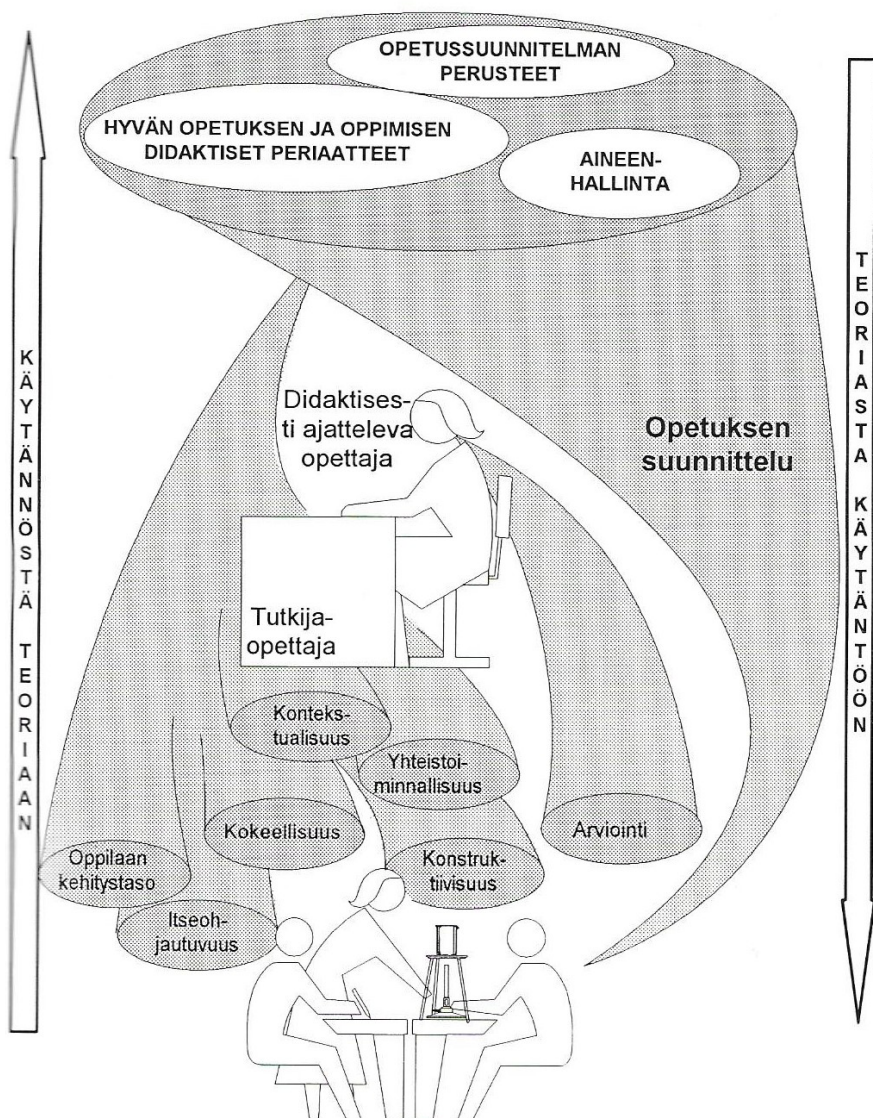 OPETUSSUUNNITELMAN
PERUSTEET
HYVÄN OPETUKSEN JA OPPIMISEN
DIDAKTISET PERIAATTEET
AINEEN-
HALLINTA
KÄYTÄNNÖSTÄ TEORIAAN
TEORIASTA KÄYTÄNTÖÖN
Didaktises-
ti ajatteleva
opettaja
Opetuksen
suunnittelu
Tutkija-
opettaja
Konteks-
tualisuus
Yhteistoi-
minnallisuus
Kokeellisuus
Arviointi
Oppilaan
kehitystaso
Konstruk-
tiivisuus
Itseoh-
jautuvuus